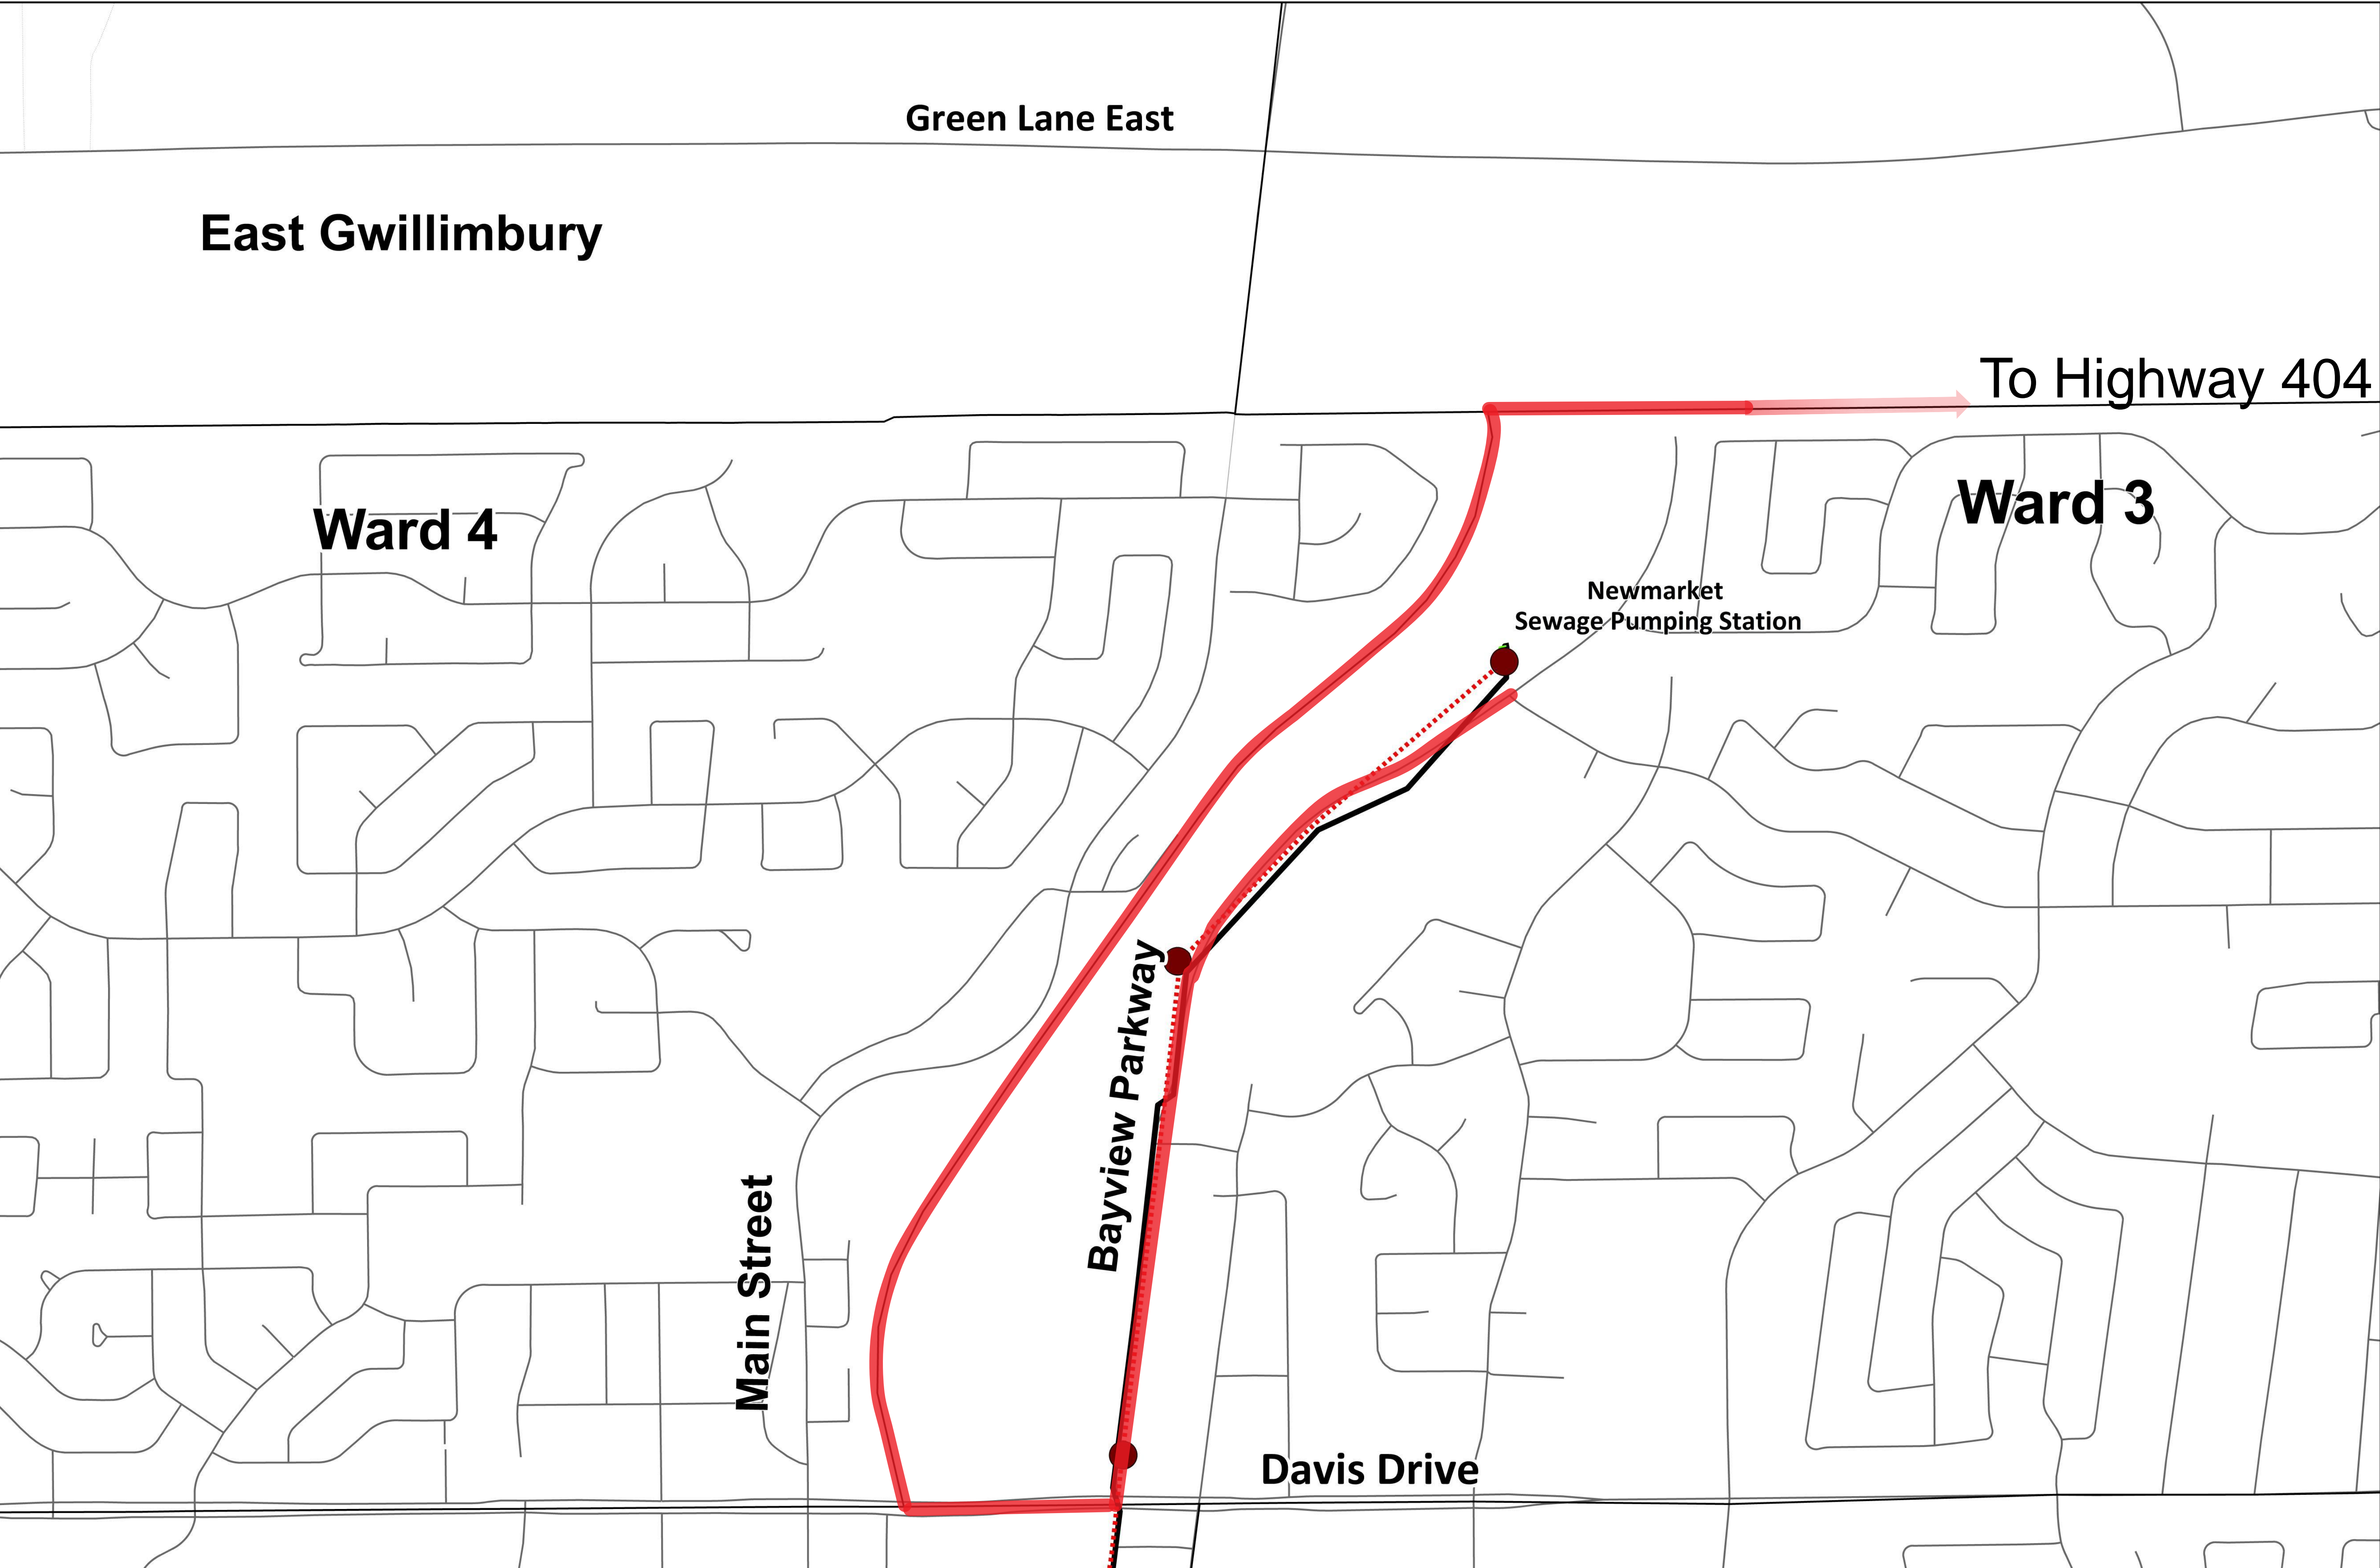 Green Lane East
East Gwillimbury
To Highway 404
Ward 4
Ward 3
Newmarket
Sewage Pumping Station
Bayview Parkway
Main Street
Davis Drive